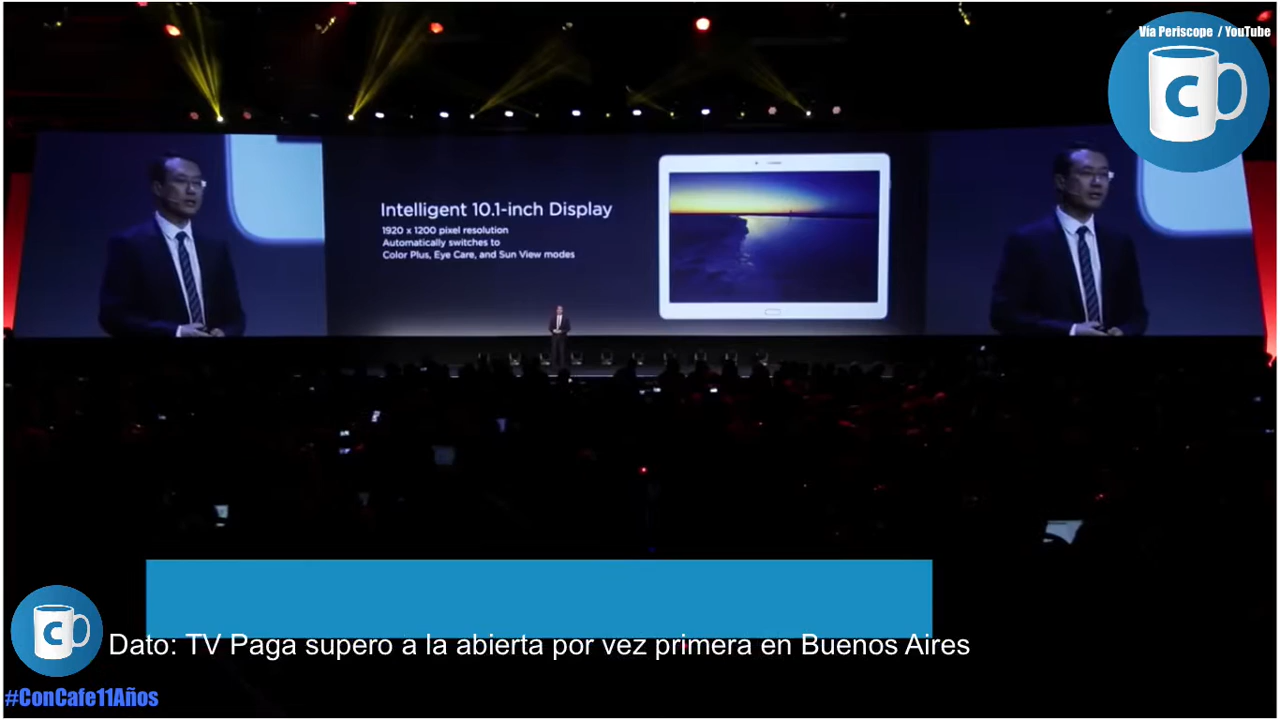 Via Periscope / YouTube
C
Intelligent 10.1-inch Display
1920 x 1200 pixel resolution
Automatically switches to
Color Plus, Eye Care, and Sun View modes
C
Dato: TV Paga supero a la abierta por vez primera en Buenos Aires
#ConCafe11Años